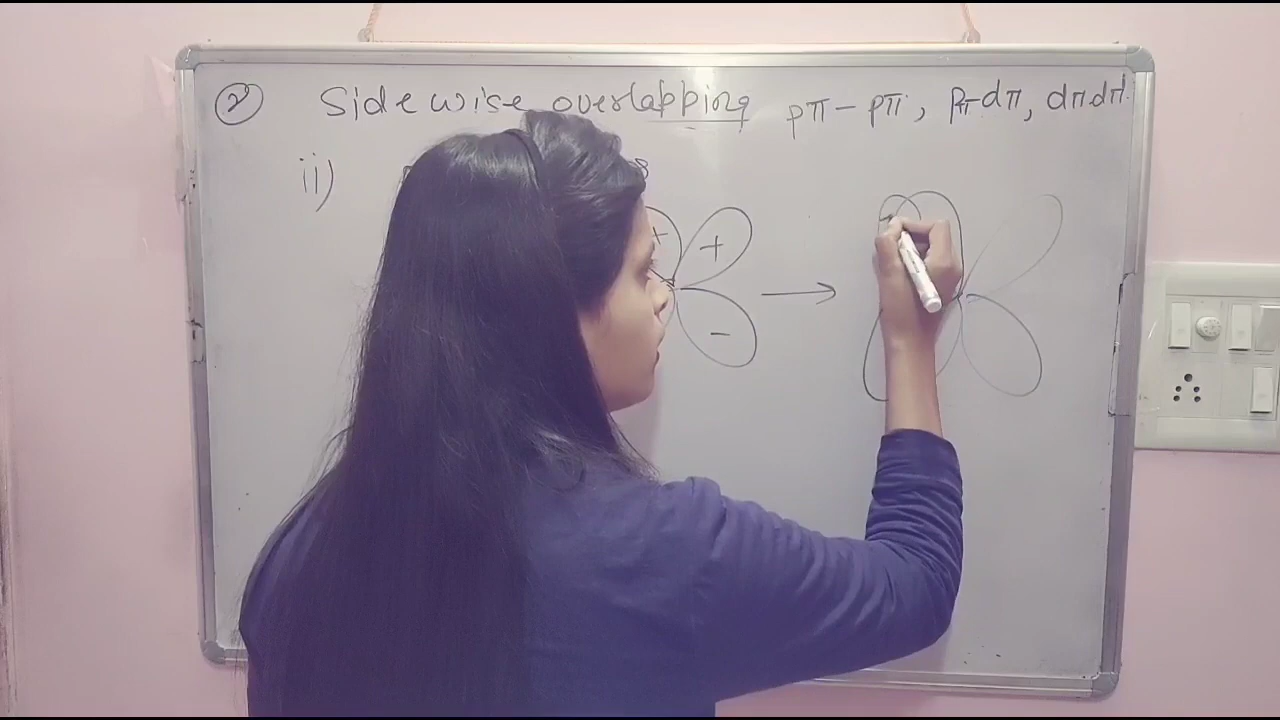 2) Sidewise overlapping pπ - pπ, pπ-dπ, dπ.dπ.
ii)
+ +
-